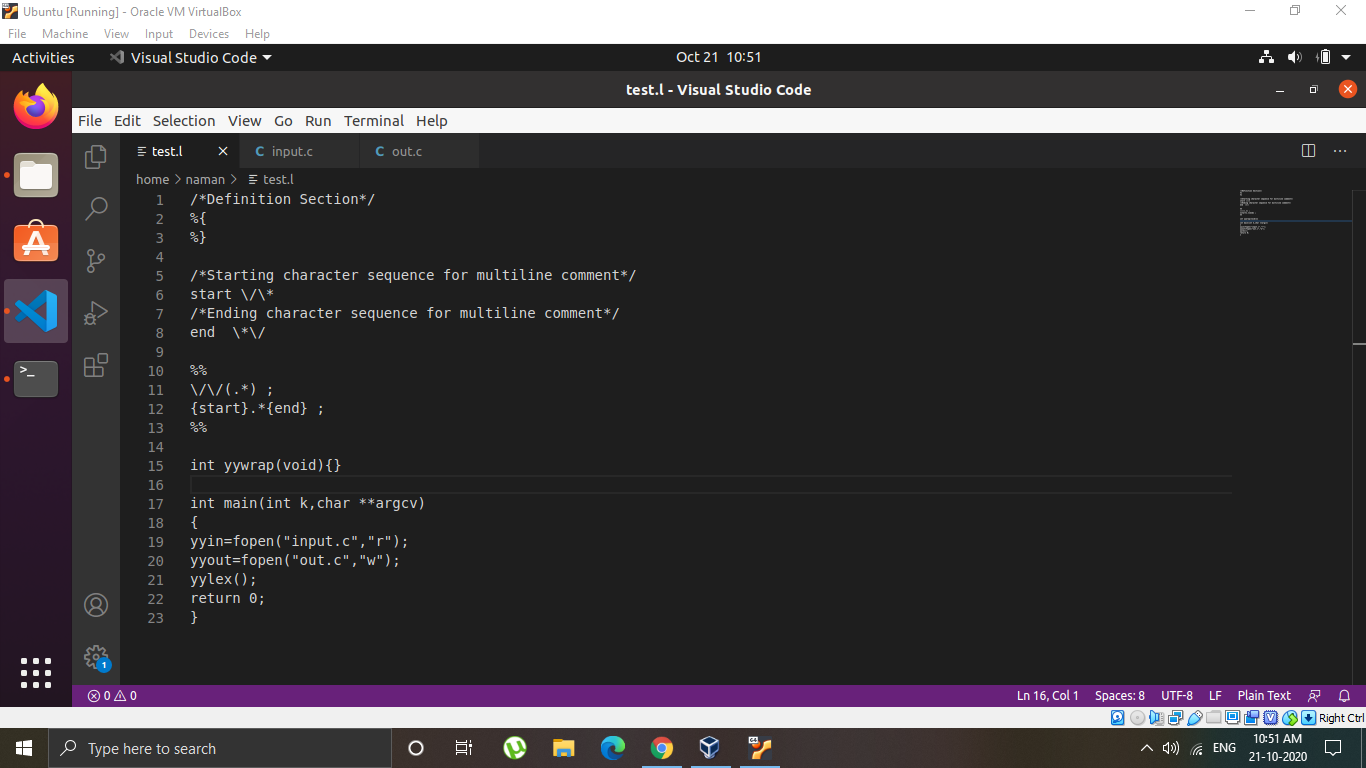 Ubuntu [Running] - Oracle VM VirtualBox
File Machine View Input Devices Help
Activities Visual Studio Code Oct 21 10:51
test.l - Visual Studio Code
File Edit Selection View Go Run Terminal Help
test.l input.c out.c
home > naman > test.l
1 /*Definition Section*/
2 %{
3 %}
4
5 /*Starting character sequence for multiline comment*/
6 start \/\*
7 /*Ending character sequence for multiline comment*/
8 end  \*\/
9
10 %%
11 \/\/(.*) ;
12 {start}.*{end} ;
13 %%
14
15 int yywrap(void){}
16
17 int main(int k,char **argcv)
18 {
19 yyin=fopen("input.c","r");
20 yyout=fopen("out.c","w");
21 yylex();
22 return 0;
23 }
1
0 0 Ln 16, Col 1 Spaces: 8 UTF-8 LF Plain Text
Right Ctrl
Type here to search ENG 10:51 AM
21-10-2020